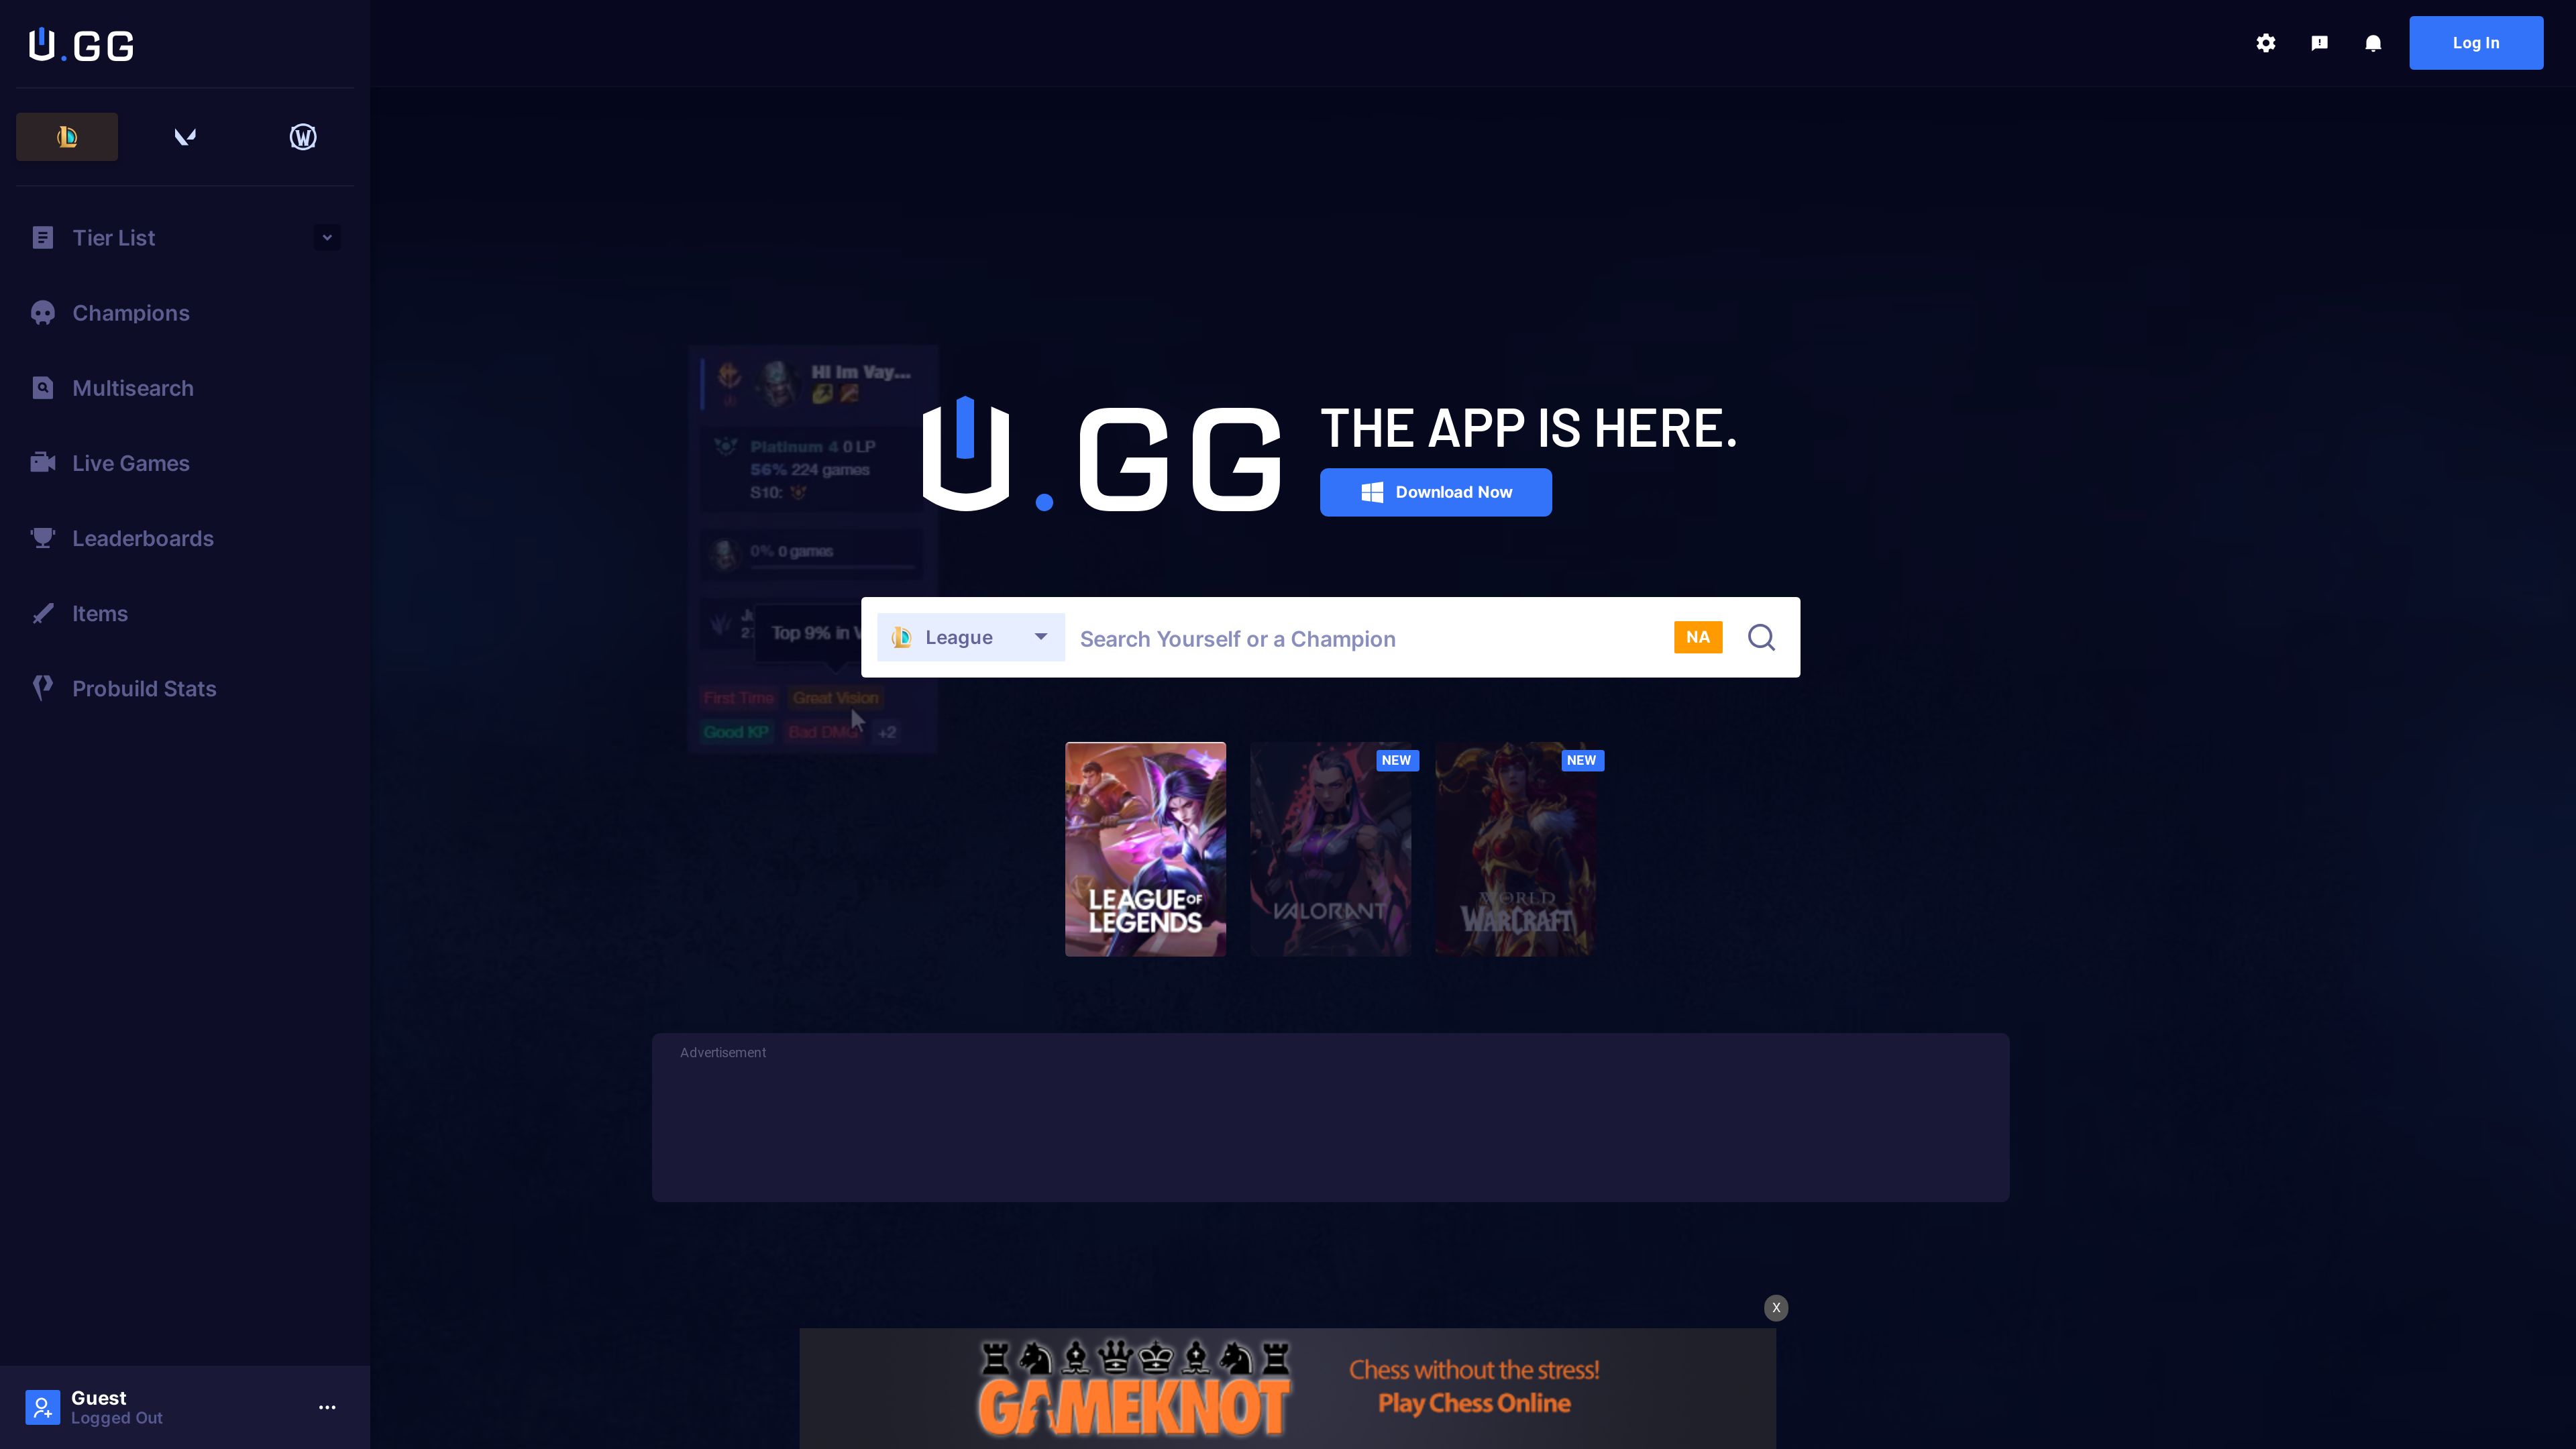 U.GG
Log In
Tier List
Champions
Multisearch
Live Games
Leaderboards
Items
Probuild Stats
Guest
Logged Out
HI Im Vay...
Platinum 4 0 LP
56% 224 games
S10:
0% 0 games
Top 9% in
First Time
Great Vision
Good KP
Bad DMG
+2
U.GG
THE APP IS HERE.
Download Now
League
Search Yourself or a Champion
NA
LEAGUE OF
LEGENDS
NEW
VALORANT
NEW
WORLD
WARCRAFT
Advertisement
X
GAMEKNOT
Chess without the stress!
Play Chess Online